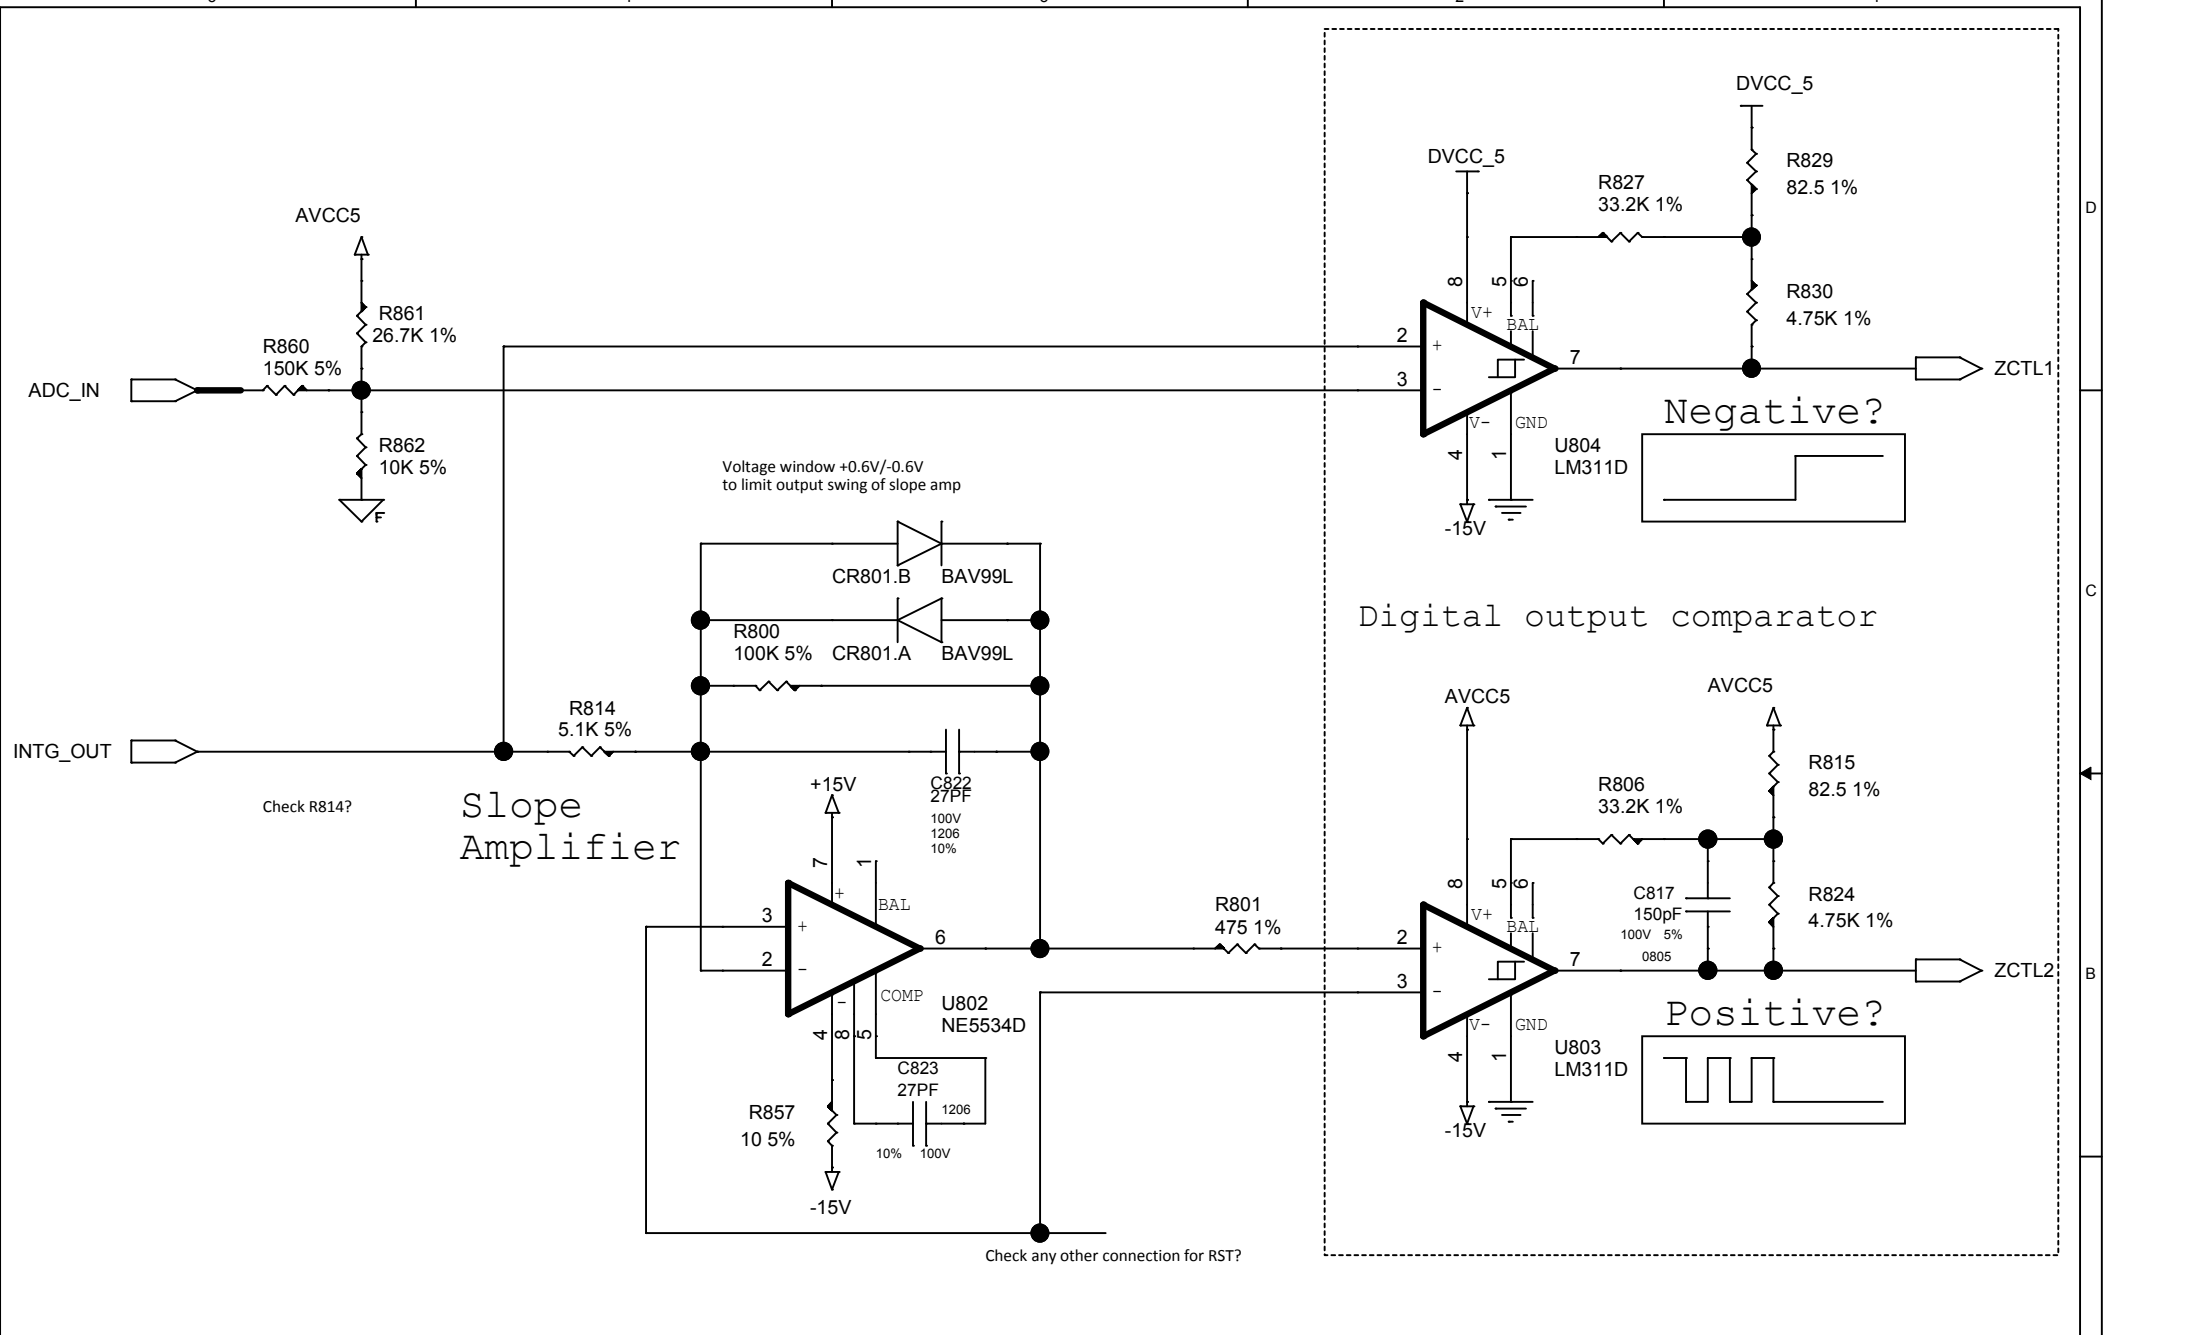 DVCC_5
DVCC_5
R829
82.5 1%
R827
33.2K 1%
D
AVCC5
8
5
6
R830
4.75K 1%
R861
26.7K 1%
V+
BAL
R860
150K 5%
2
+
7
ADC_IN
3
-
ZCTL1
Negative?
R862
10K 5%
V-
GND
4
1
U804
LM311D
F
-15V
Voltage window +0.6V/-0.6V
to limit output swing of slope amp
CR801.B
BAV99L
C
Digital output comparator
R800
100K 5%
CR801.A
BAV99L
AVCC5
AVCC5
R814
5.1K 5%
INTG_OUT
R815
82.5 1%
+15V
C822
27PF
100V
1206
10%
R806
33.2K 1%
Check R814?
Slope
Amplifier
7
1
8
5
6
+
BAL
C817
150pF
100V 5%
0805
R824
4.75K 1%
R801
475 1%
V+
BAL
3
+
6
2
+
7
2
-
3
-
ZCTL2
B
COMP
-
U802
NE5534D
Positive?
V-
GND
4
8
5
4
1
U803
LM311D
C823
27PF
1206
R857
10 5%
10% 100V
-15V
-15V
Check any other connection for RST?